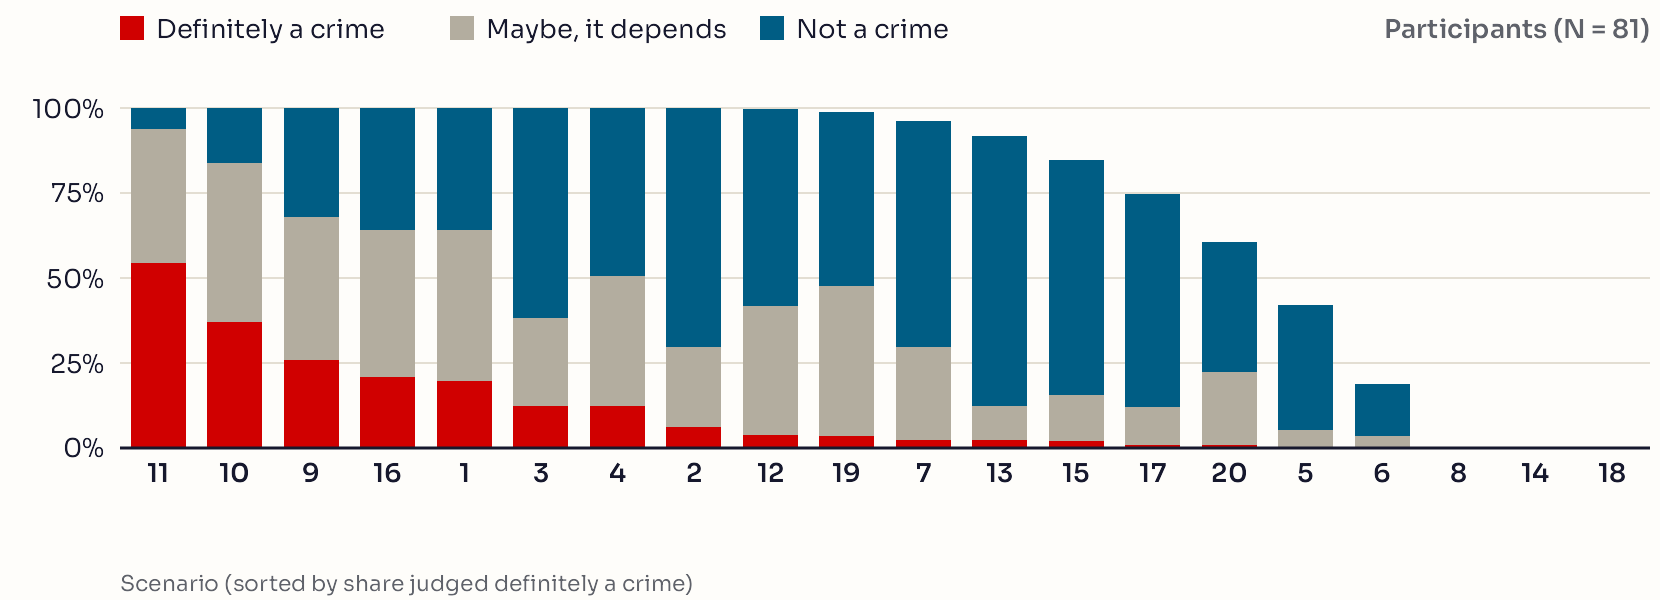 Definitely a crime Maybe, it depends Not a crime Participants (N = 81)
100%
75%
50%
25%
0%
11 10 9 16 1 3 4 2 12 19 7 13 15 17 20 5 6 8 14 18
Scenario (sorted by share judged definitely a crime)